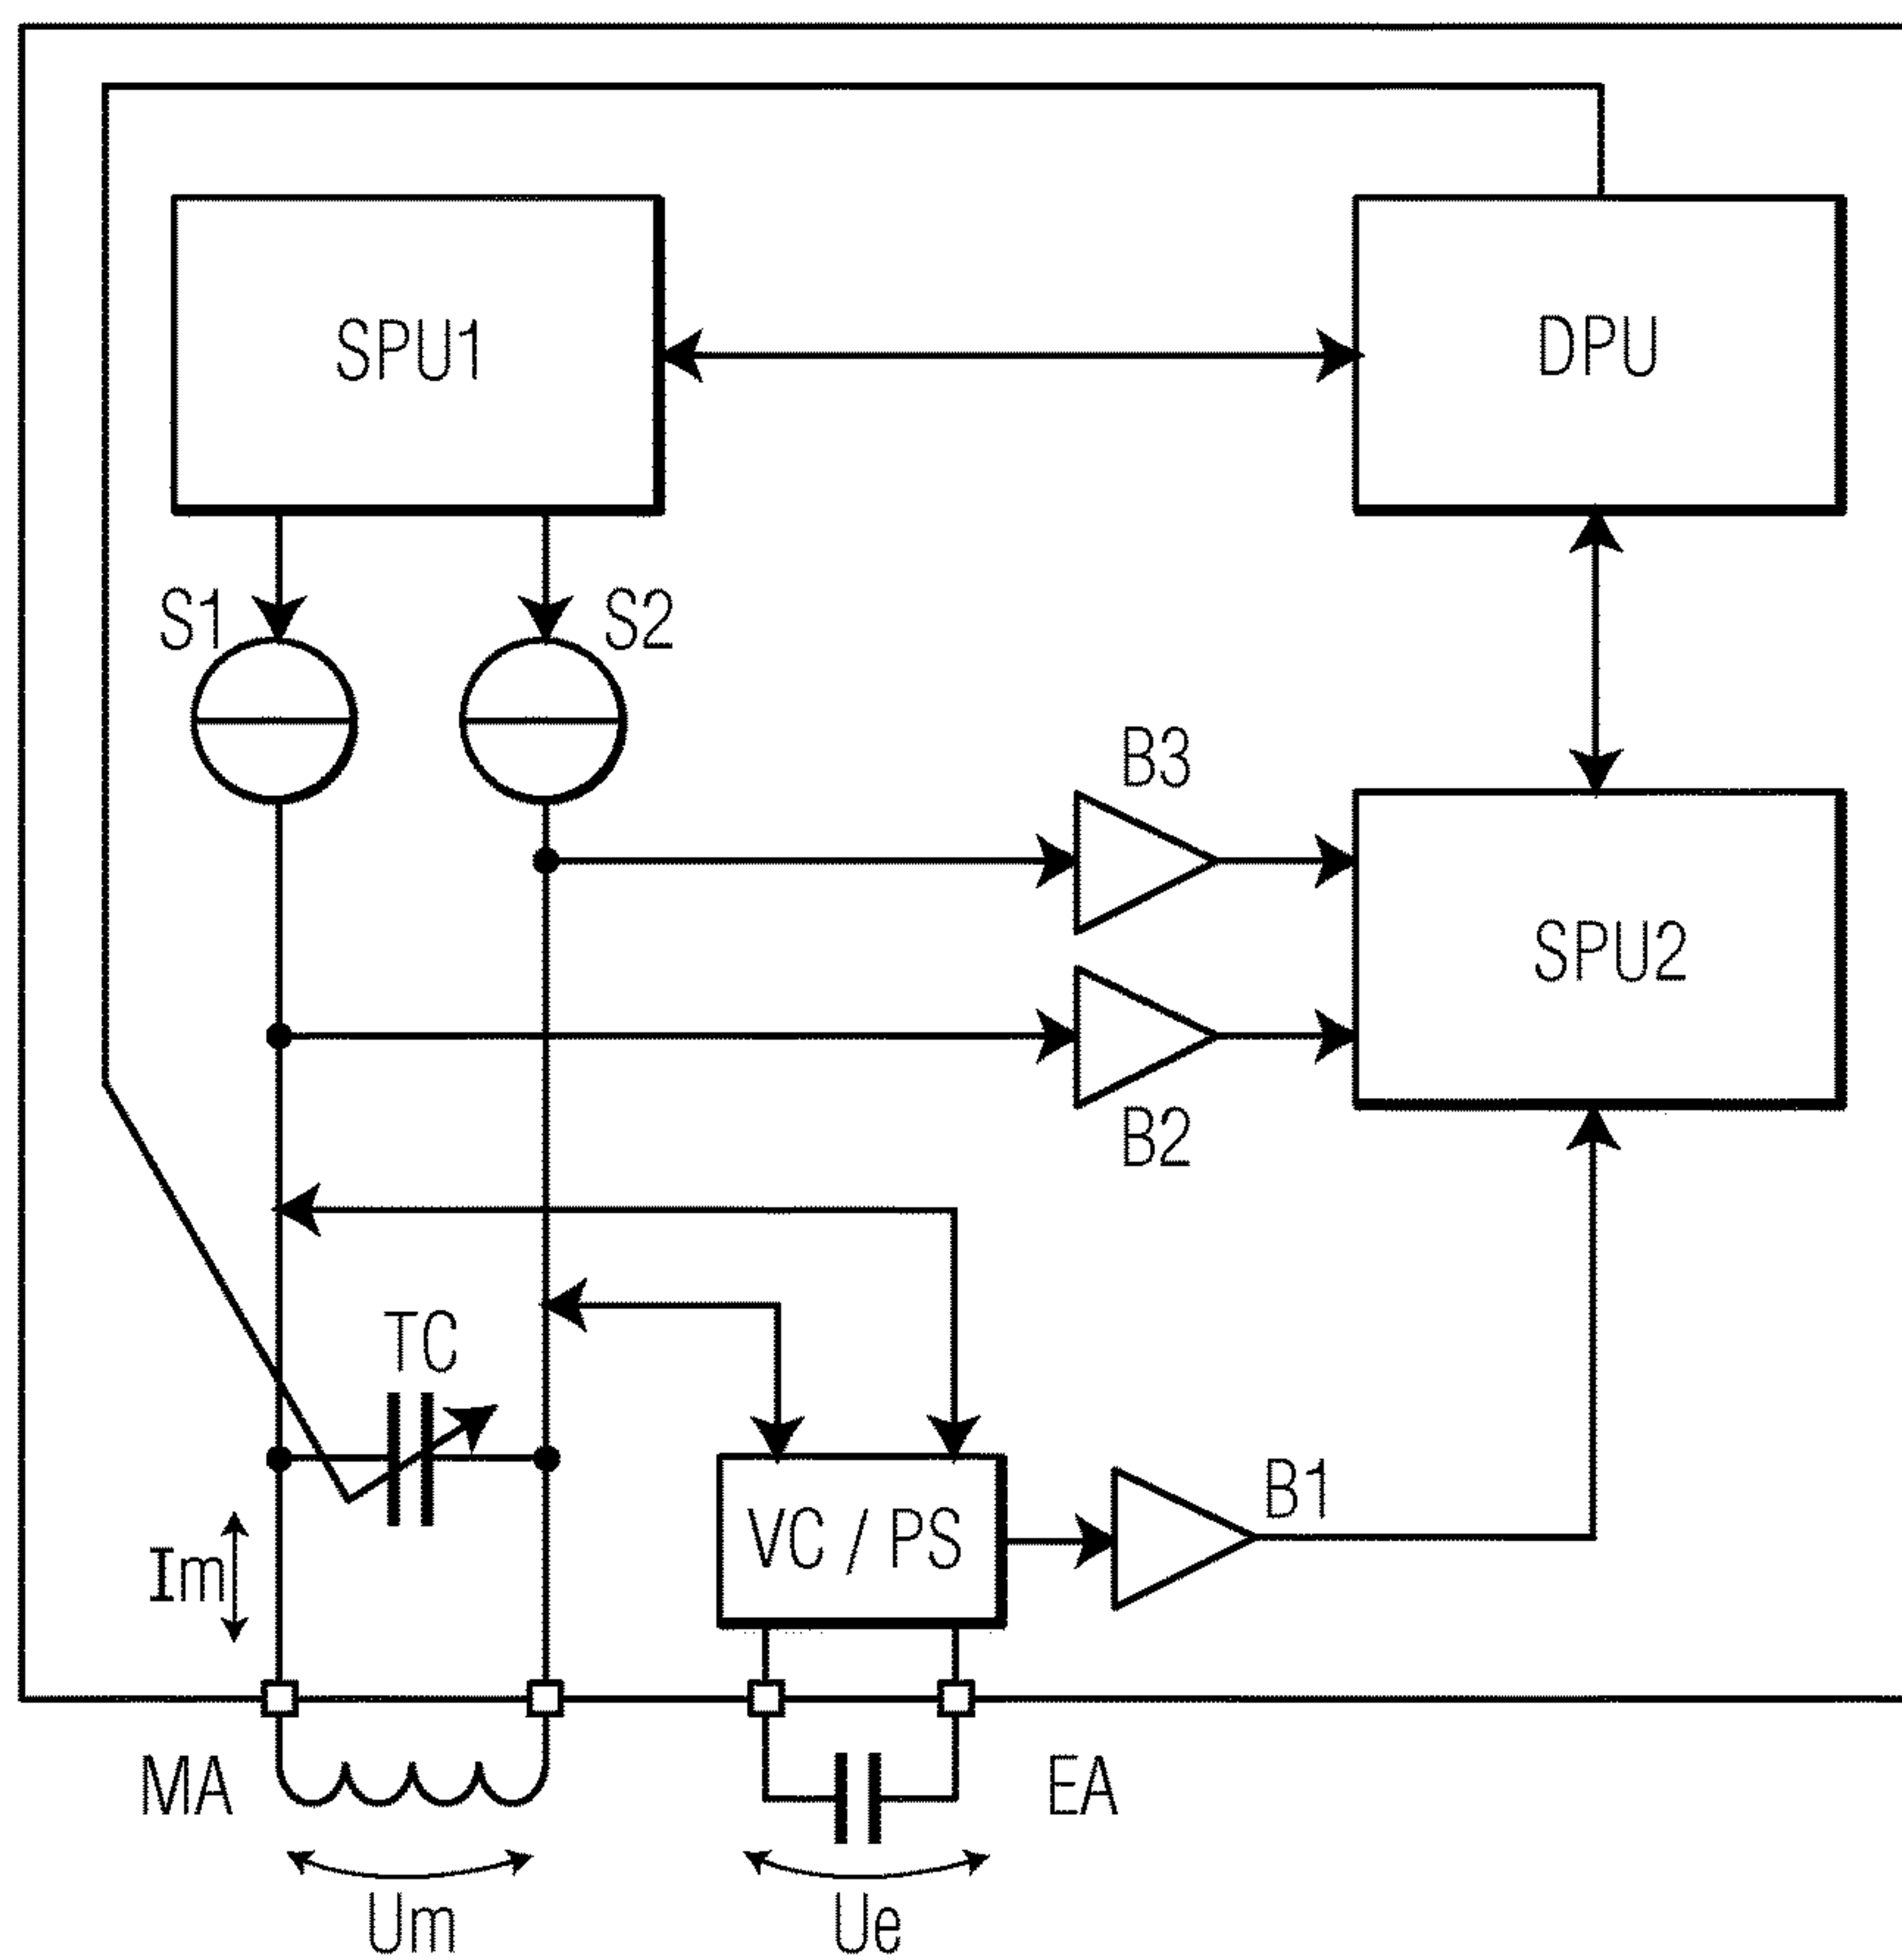 SPU1
DPU
S1
S2
B3
SPU2
B2
TC
VC / PS
B1
Im
MA
EA
Um
Ue